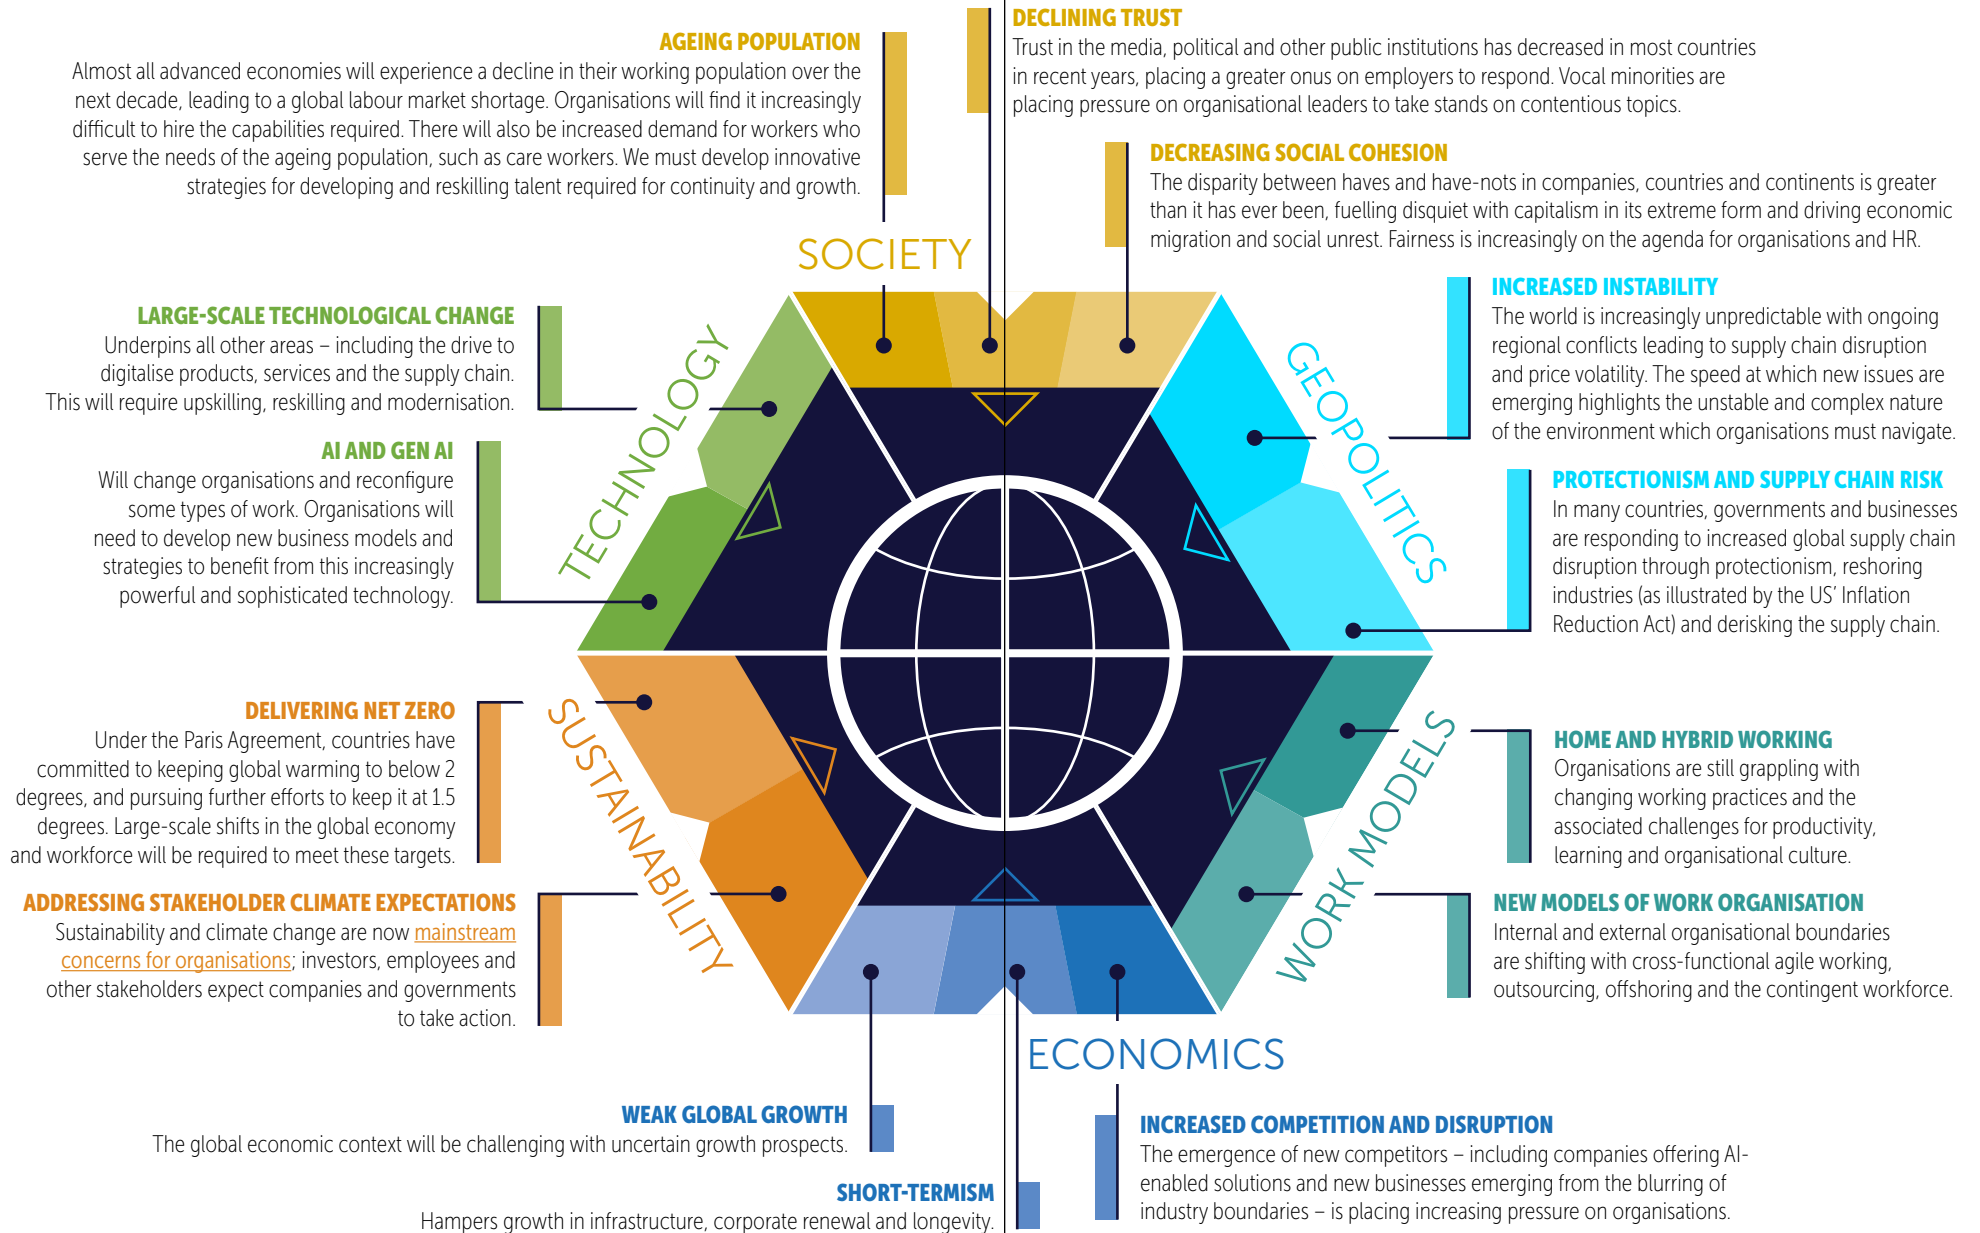 DECLINING TRUST
Trust in the media, political and other public institutions has decreased in most countries
in recent years, placing a greater onus on employers to respond. Vocal minorities are
placing pressure on organisational leaders to take stands on contentious topics.
AGEING POPULATION
Almost all advanced economies will experience a decline in their working population over the
next decade, leading to a global labour market shortage. Organisations will find it increasingly
difficult to hire the capabilities required. There will also be increased demand for workers who
serve the needs of the ageing population, such as care workers. We must develop innovative
strategies for developing and reskilling talent required for continuity and growth.
DECREASING SOCIAL COHESION
The disparity between haves and have-nots in companies, countries and continents is greater
than it has ever been, fuelling disquiet with capitalism in its extreme form and driving economic
migration and social unrest. Fairness is increasingly on the agenda for organisations and HR.
SOCIETY
LARGE-SCALE TECHNOLOGICAL CHANGE
Underpins all other areas – including the drive to
digitalise products, services and the supply chain.
This will require upskilling, reskilling and modernisation.
AI AND GEN AI
Will change organisations and reconfigure
some types of work. Organisations will
need to develop new business models and
strategies to benefit from this increasingly
powerful and sophisticated technology.
TECHNOLOGY
GEOPOLITICS
INCREASED INSTABILITY
The world is increasingly unpredictable with ongoing
regional conflicts leading to supply chain disruption
and price volatility. The speed at which new issues are
emerging highlights the unstable and complex nature
of the environment which organisations must navigate.
PROTECTIONISM AND SUPPLY CHAIN RISK
In many countries, governments and businesses
are responding to increased global supply chain
disruption through protectionism, reshoring
industries (as illustrated by the US' Inflation
Reduction Act) and derisking the supply chain.
DELIVERING NET ZERO
Under the Paris Agreement, countries have
committed to keeping global warming to below 2
degrees, and pursuing further efforts to keep it at 1.5
degrees. Large-scale shifts in the global economy
and workforce will be required to meet these targets.
ADDRESSING STAKEHOLDER CLIMATE EXPECTATIONS
Sustainability and climate change are now mainstream
concerns for organisations; investors, employees and
other stakeholders expect companies and governments
to take action.
SUSTAINABILITY
WORK MODELS
HOME AND HYBRID WORKING
Organisations are still grappling with
changing working practices and the
associated challenges for productivity,
learning and organisational culture.
NEW MODELS OF WORK ORGANISATION
Internal and external organisational boundaries
are shifting with cross-functional agile working,
outsourcing, offshoring and the contingent workforce.
ECONOMICS
WEAK GLOBAL GROWTH
The global economic context will be challenging with uncertain growth prospects.
SHORT-TERMISM
Hampers growth in infrastructure, corporate renewal and longevity.
INCREASED COMPETITION AND DISRUPTION
The emergence of new competitors – including companies offering AI-
enabled solutions and new businesses emerging from the blurring of
industry boundaries – is placing increasing pressure on organisations.